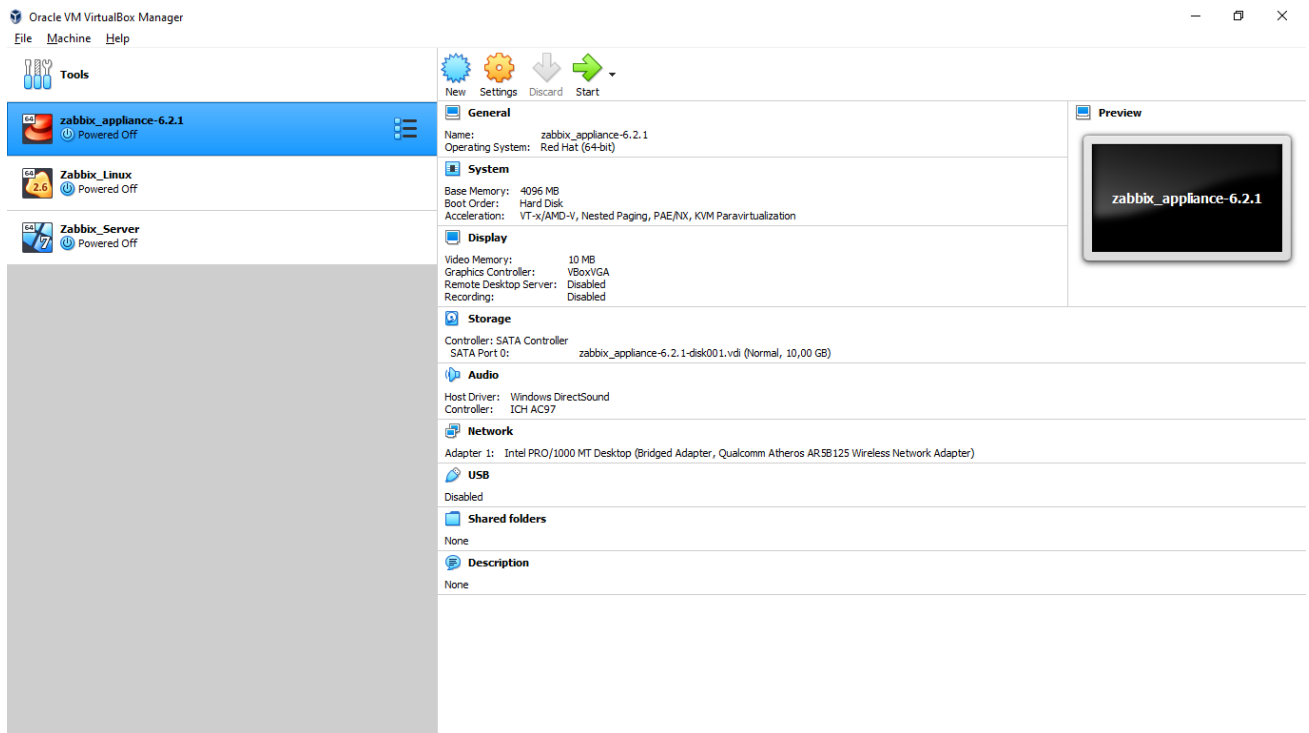 Oracle VM VirtualBox Manager
File Machine Help
Tools
New Settings Discard Start
64
zabbix_appliance-6.2.1
Powered Off
64
2.6
Zabbix_Linux
Powered Off
64
7
Zabbix_Server
Powered Off
General
Name: zabbix_appliance-6.2.1
Operating System: Red Hat (64-bit)
System
Base Memory: 4096 MB
Boot Order: Hard Disk
Acceleration: VT-x/AMD-V, Nested Paging, PAE/NX, KVM Paravirtualization
Display
Video Memory: 10 MB
Graphics Controller: VBoxVGA
Remote Desktop Server: Disabled
Recording: Disabled
Storage
Controller: SATA Controller
SATA Port 0: zabbix_appliance-6.2.1-disk001.vdi (Normal, 10,00 GB)
Audio
Host Driver: Windows DirectSound
Controller: ICH AC97
Network
Adapter 1: Intel PRO/1000 MT Desktop (Bridged Adapter, Qualcomm Atheros AR5B125 Wireless Network Adapter)
USB
Disabled
Shared folders
None
Description
None
Preview
zabbix_appliance-6.2.1